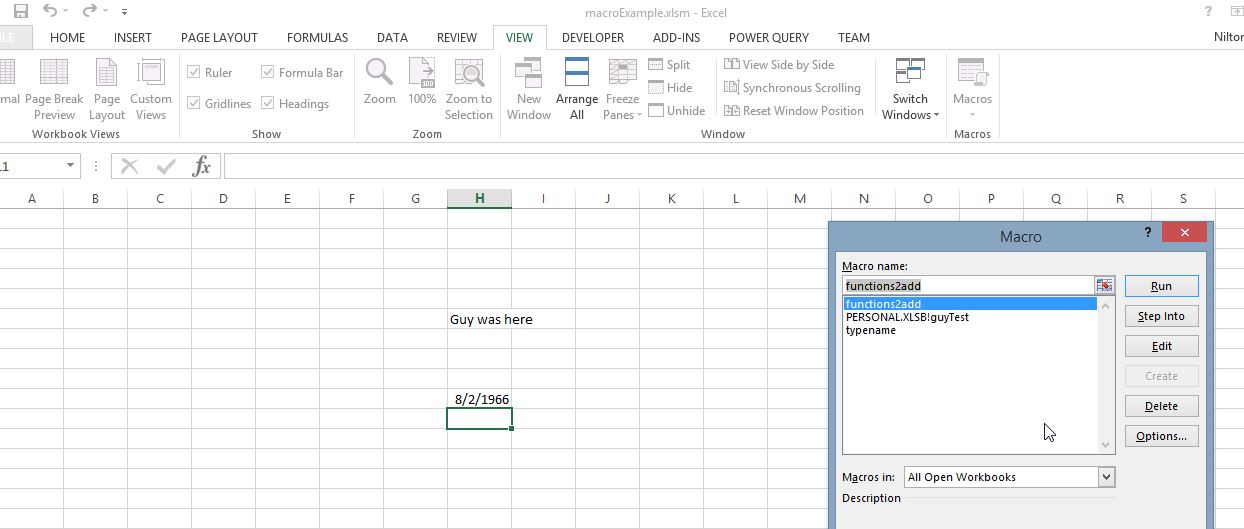 macroExample.xlsm - Excel
?
HOME INSERT PAGE LAYOUT FORMULAS DATA REVIEW VIEW DEVELOPER ADD-INS POWER QUERY TEAM Nilton
Ruler Formula Bar Split View Side by Side
Page Break Preview Page Layout Custom Views Gridlines Headings Zoom 100% Zoom to Selection New Window Arrange All Freeze Panes Hide Synchronous Scrolling Switch Windows Macros
Unhide Reset Window Position
Workbook Views Show Zoom Window Macros
fx
A B C D E F G H I J K L M N O P Q R S
Guy was here
8/2/1966
Macro ?
Macro name:
functions2add
functions2add
PERSONAL.XLSB!guyTest
typename
Run
Step Into
Edit
Create
Delete
Options...
Macros in: All Open Workbooks
Description